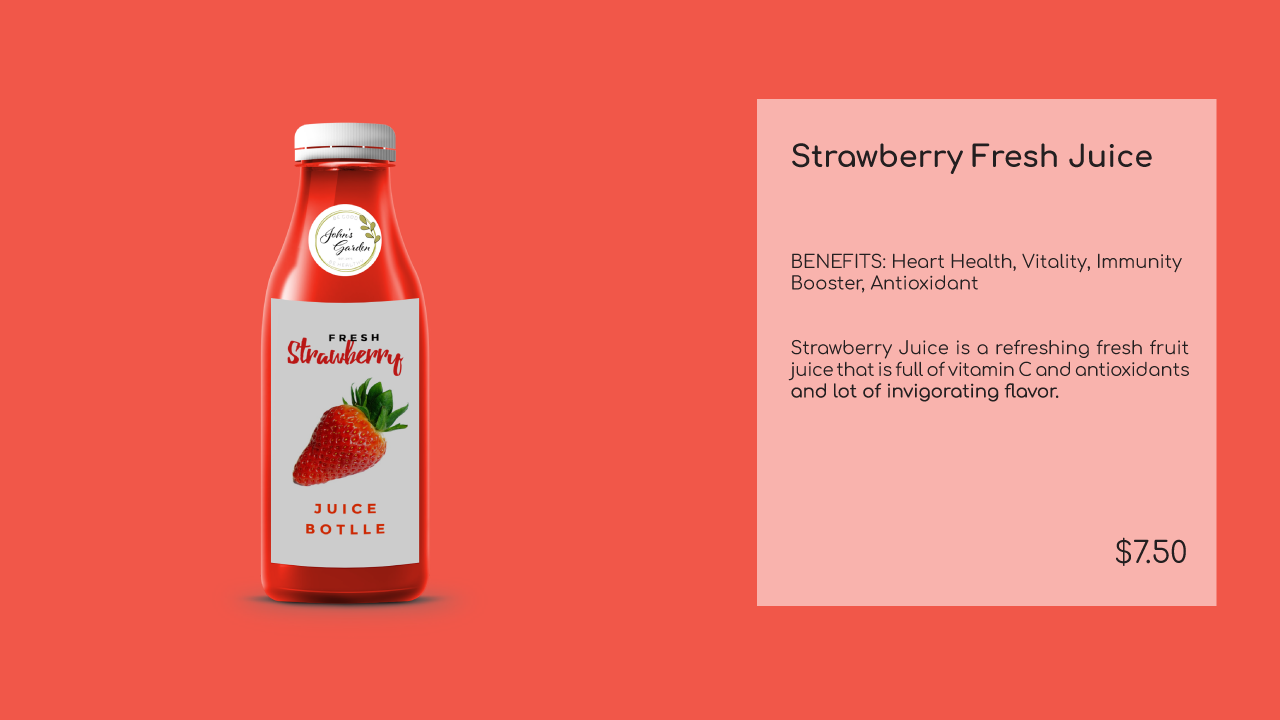 John's
Garden
FRESH
Strawberry
JUICE
BOTLLE
Strawberry Fresh Juice
BENEFITS: Heart Health, Vitality, Immunity
Booster, Antioxidant
Strawberry Juice is a refreshing fresh fruit
juice that is full of vitamin C and antioxidants
and lot of invigorating flavor.
$7.50